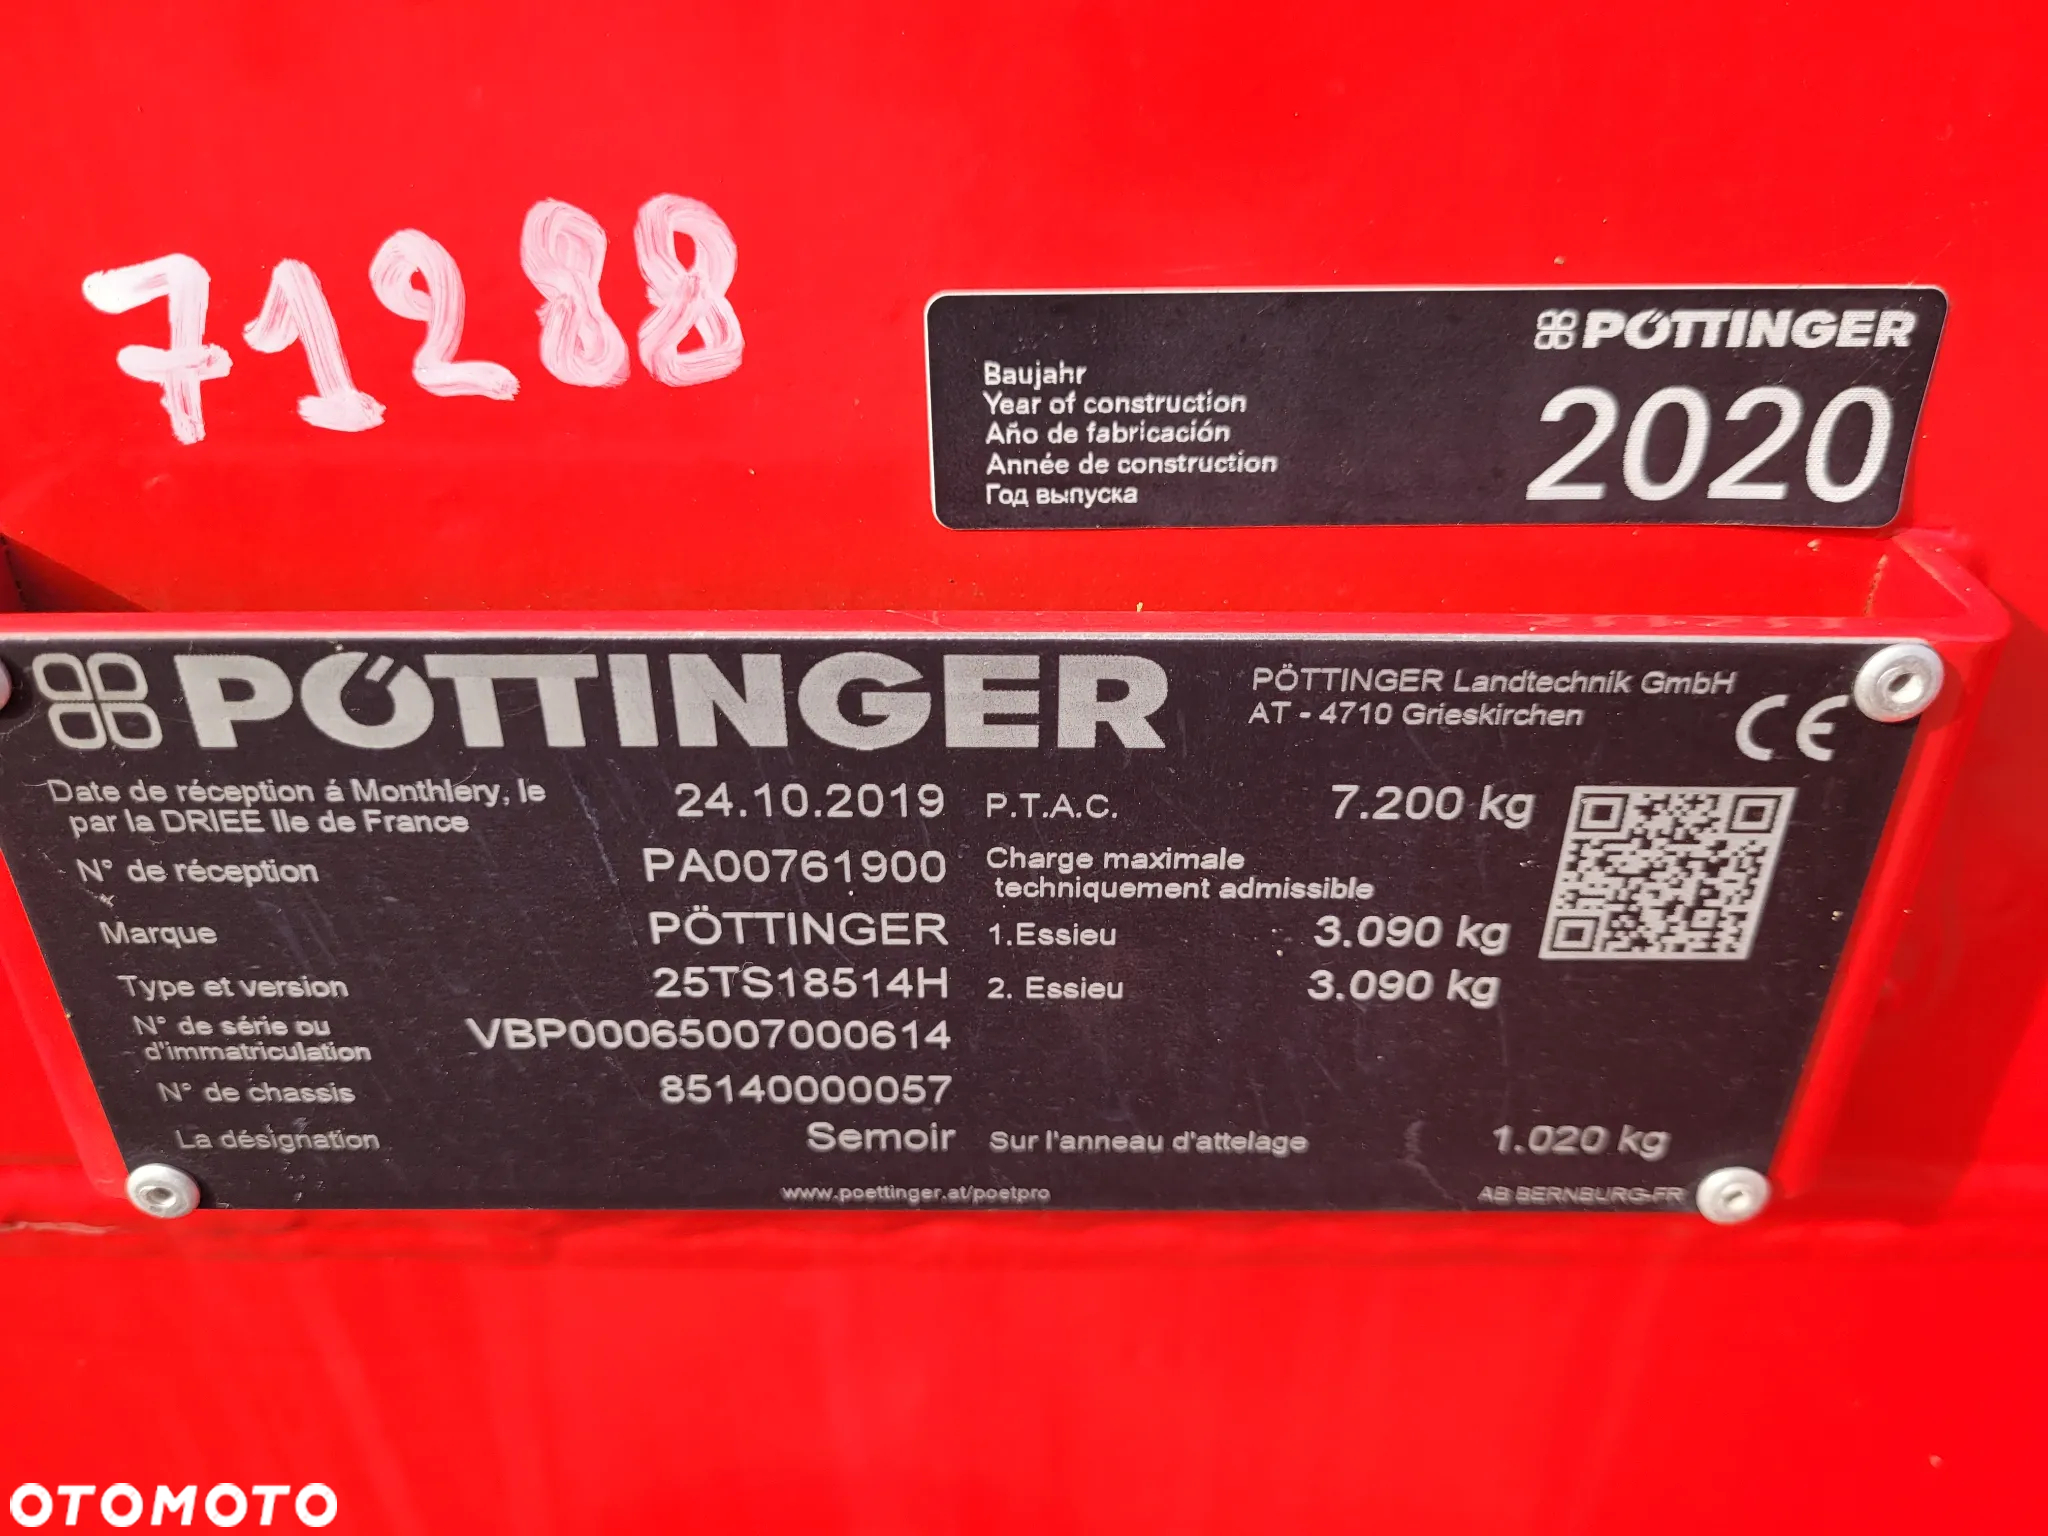 71288
PÖTTINGER
Baujahr
Year of construction
Año de fabricación
Année de construction
Год выпуска
2020
PÖTTINGER
PÖTTINGER Landtechnik GmbH
AT - 4710 Grieskirchen
CE
Date de réception á Monthlery, le
par la DRIEE Ile de France
24.10.2019
P.T.A.C.
7.200 kg
N° de réception
PA00761900
Charge maximale
techniquement admissible
Marque
PÖTTINGER
1.Essieu
3.090 kg
Type et version
25TS18514H
2. Essieu
3.090 kg
N° de série ou
d'immatriculation
VBP00065007000614
N° de chassis
85140000057
La désignation
Semoir
Sur l'anneau d'attelage
1.020 kg
www.poettinger.at/poetpro
AB BERNBURG-FR
OTOMOTO